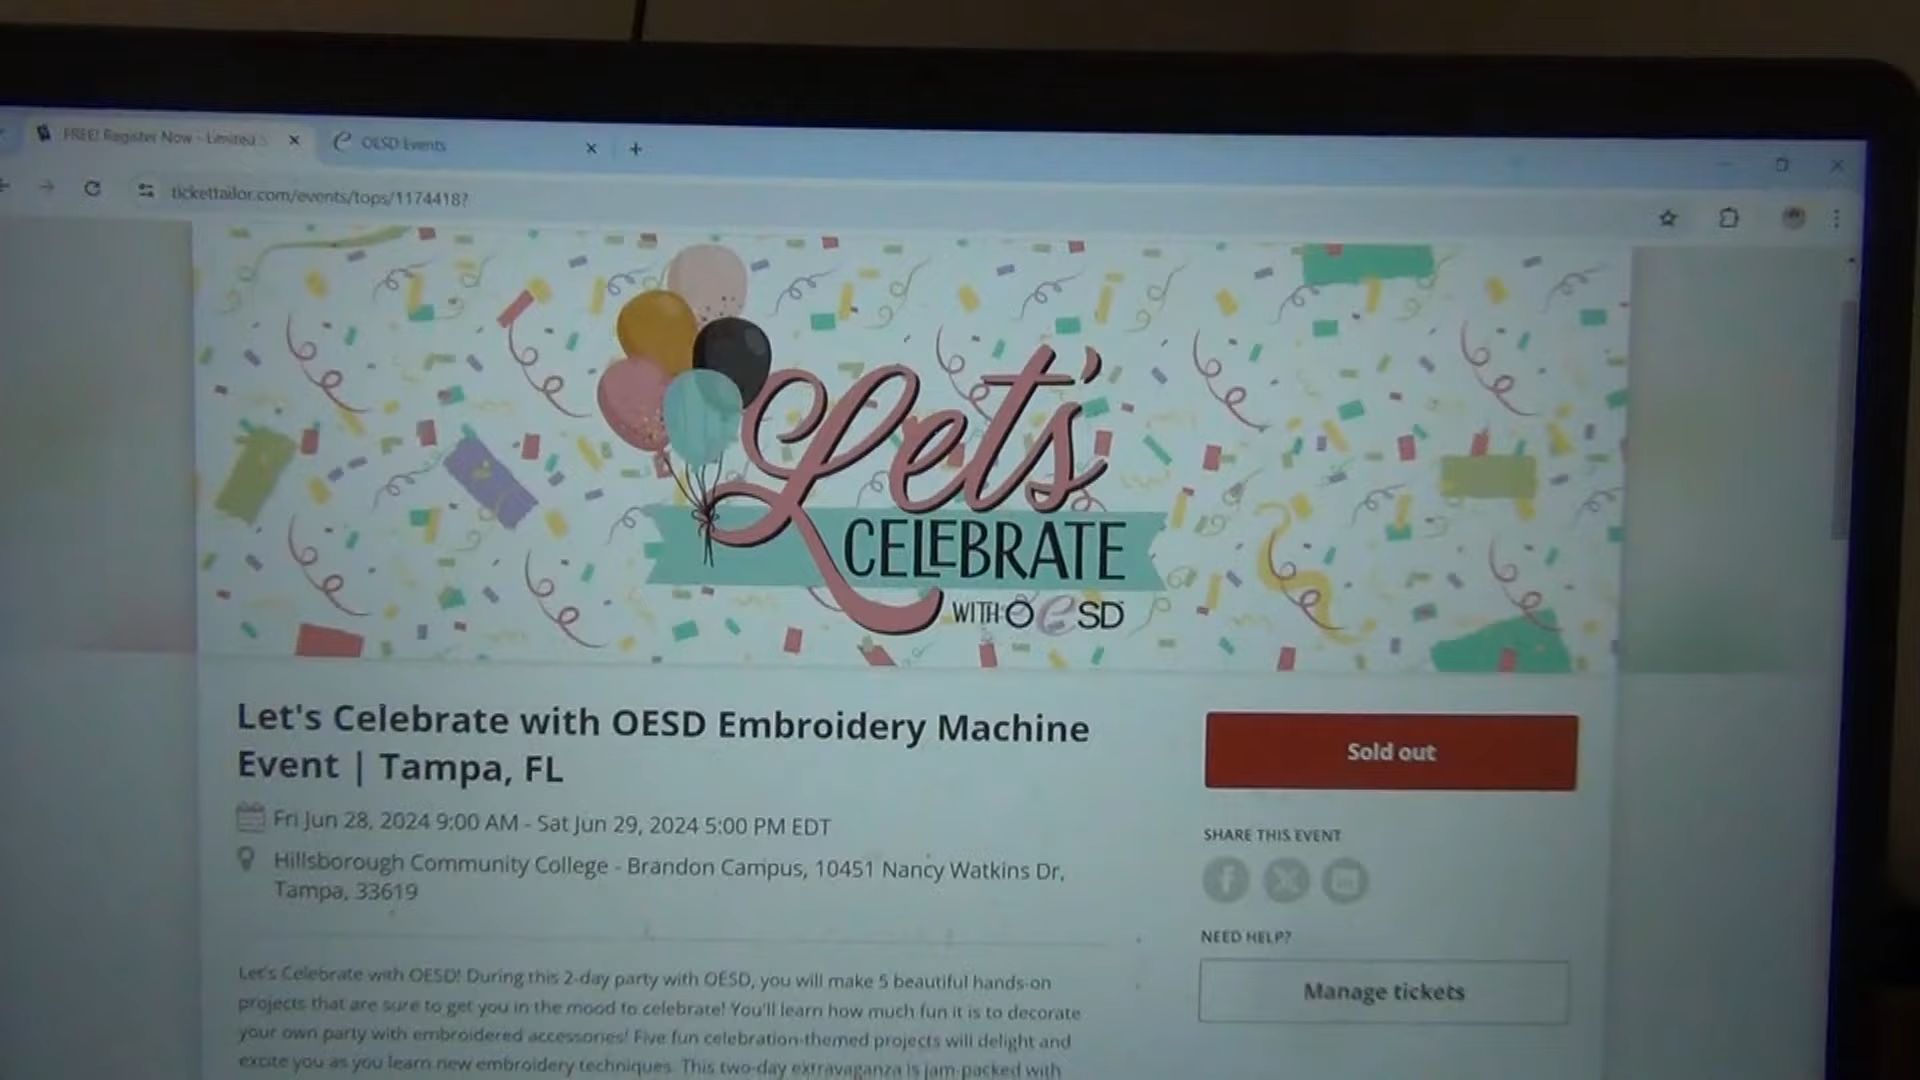 FREE! Register Now - Limited S
OESD Events
tickettailor.com/events/tops/1174418?
Let's
CELEBRATE
WITH OESD
Let's Celebrate with OESD Embroidery Machine
Event | Tampa, FL
Sold out
Fri Jun 28, 2024 9:00 AM - Sat Jun 29, 2024 5:00 PM EDT
Hillsborough Community College - Brandon Campus, 10451 Nancy Watkins Dr,
Tampa, 33619
SHARE THIS EVENT
NEED HELP?
Manage tickets
Let's Celebrate with OESD! During this 2-day party with OESD, you will make 5 beautiful hands-on
projects that are sure to get you in the mood to celebrate! You'll learn how much fun it is to decorate
your own party with embroidered accessories! Five fun celebration-themed projects will delight and
excite you as you learn new embroidery techniques. This two-day extravaganza is jam-packed with